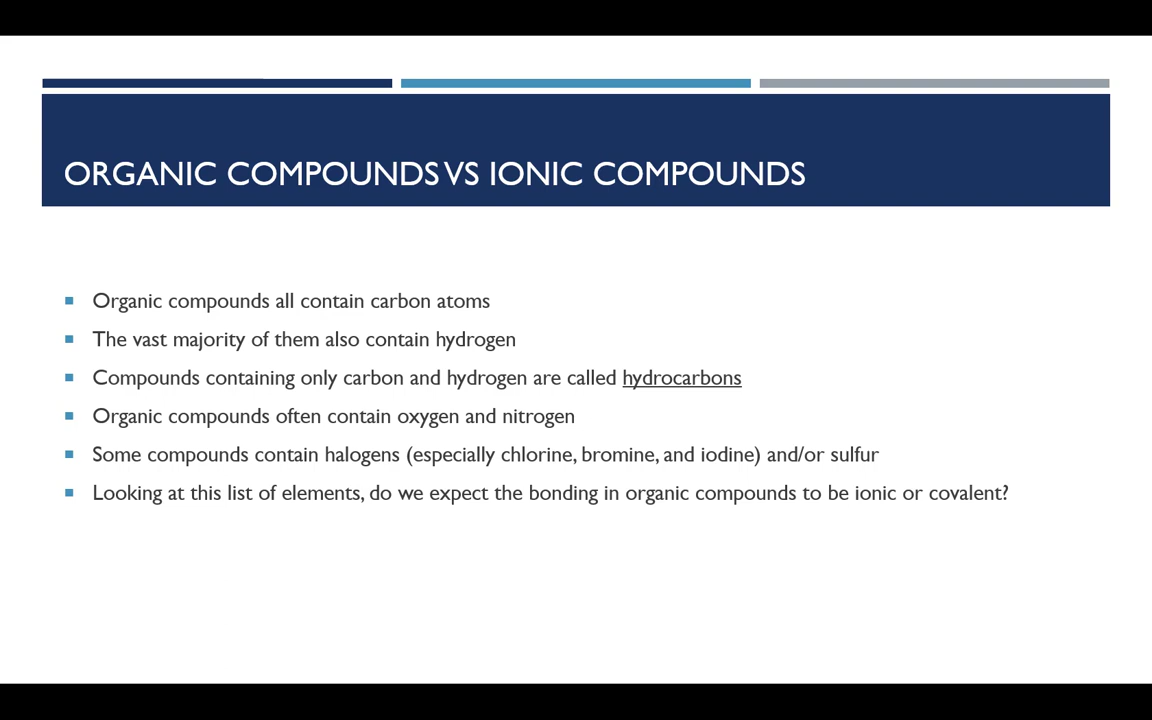 ORGANIC COMPOUNDS VS IONIC COMPOUNDS
Organic compounds all contain carbon atoms
The vast majority of them also contain hydrogen
Compounds containing only carbon and hydrogen are called hydrocarbons
Organic compounds often contain oxygen and nitrogen
Some compounds contain halogens (especially chlorine, bromine, and iodine) and/or sulfur
Looking at this list of elements, do we expect the bonding in organic compounds to be ionic or covalent?